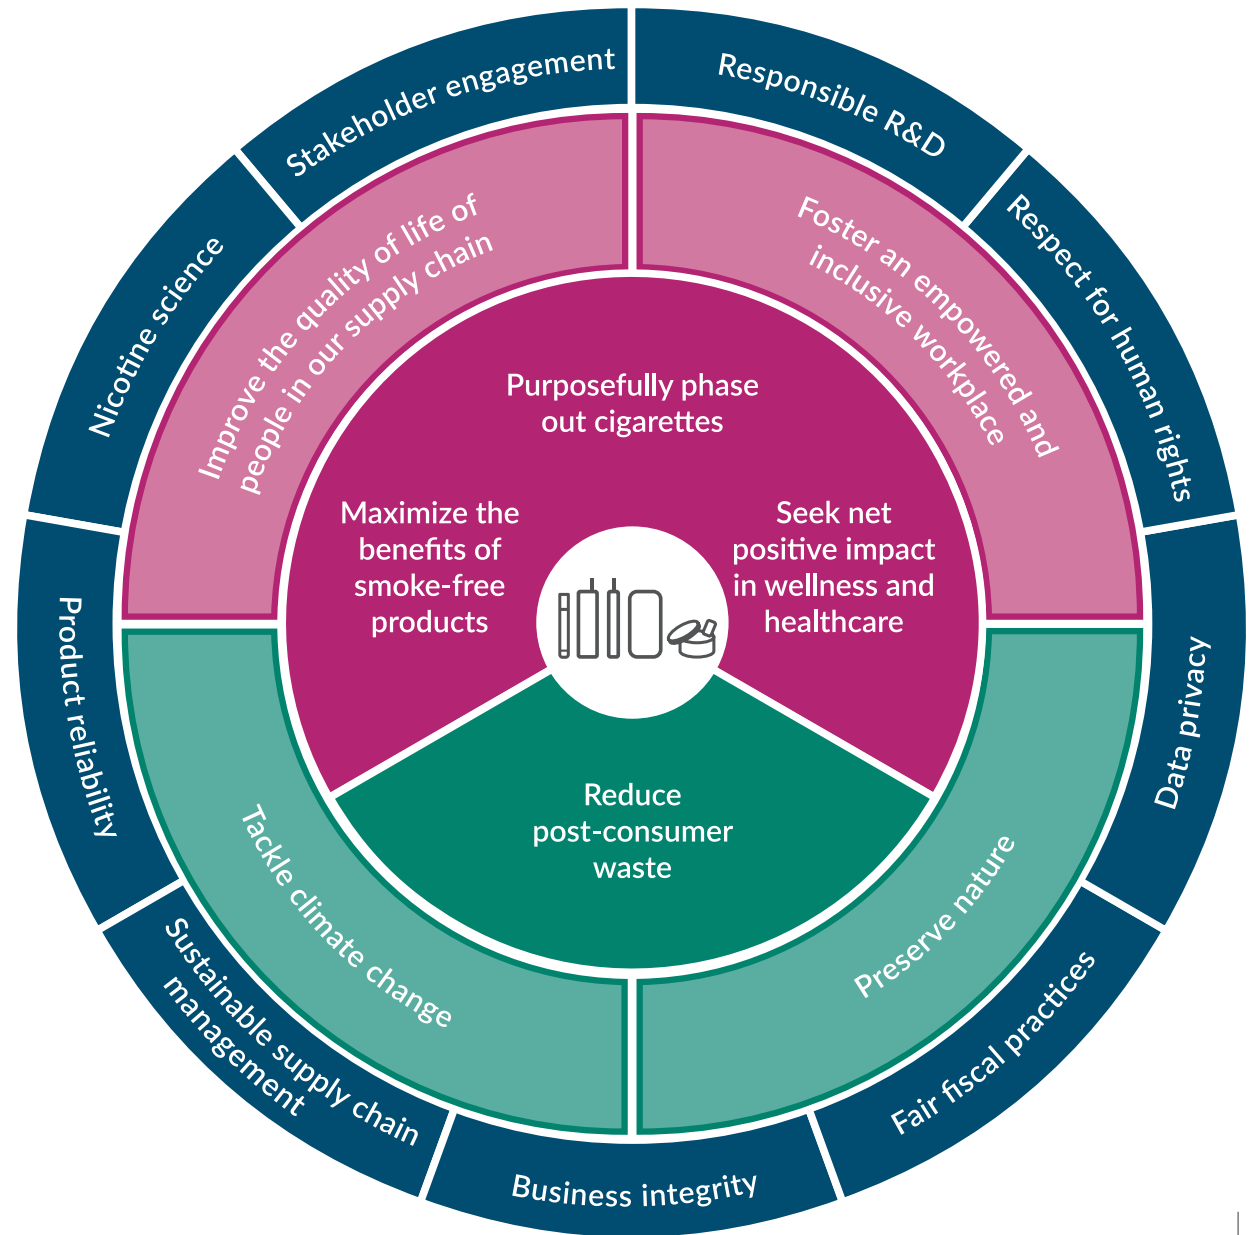 Stakeholder engagement
Responsible R&D
Respect for human rights
Data privacy
Fair fiscal practices
Business integrity
Sustainable supply chain
management
Product reliability
Nicotine science
Improve the quality of life of
people in our supply chain
Foster an empowered and
inclusive workplace
Preserve nature
Tackle climate change
Purposefully phase
out cigarettes
Maximize the
benefits of
smoke-free
products
Seek net
positive impact
in wellness and
healthcare
Reduce
post-consumer
waste